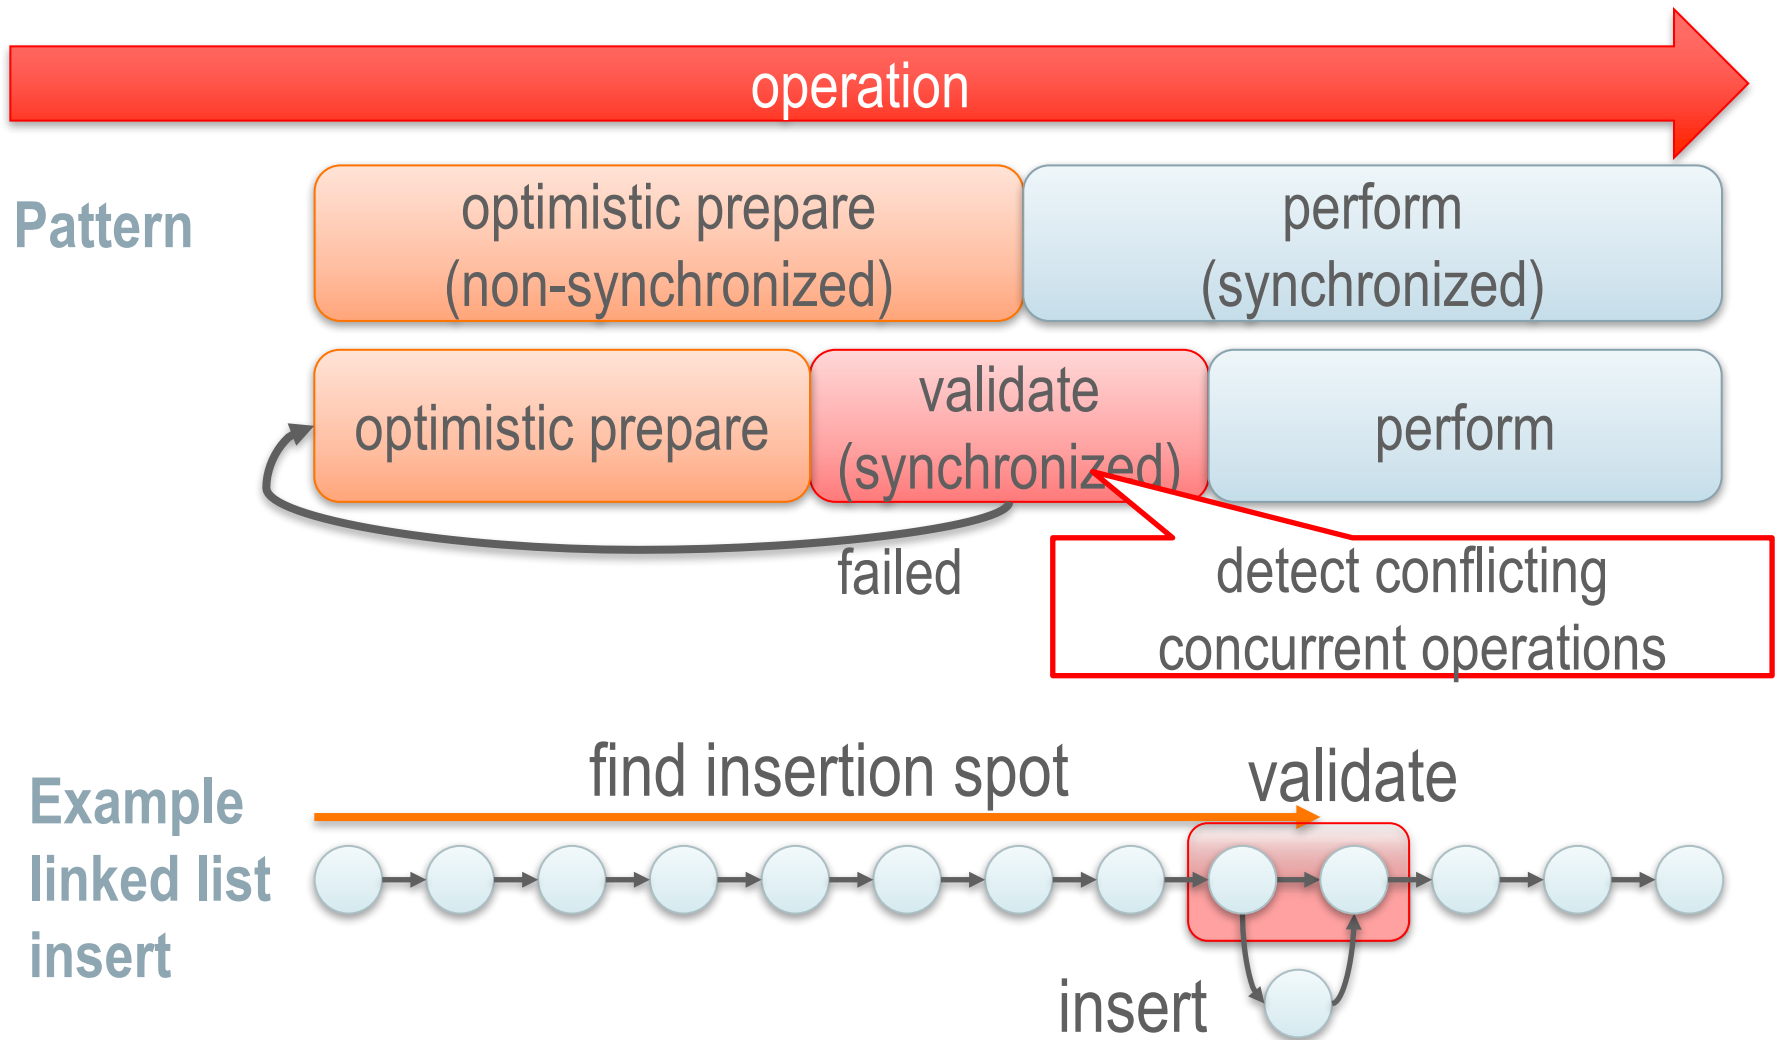 operation
Pattern
optimistic prepare
(non-synchronized)
perform
(synchronized)
optimistic prepare
validate
(synchronized)
perform
failed
detect conflicting
concurrent operations
Example
linked list
insert
find insertion spot
validate
insert